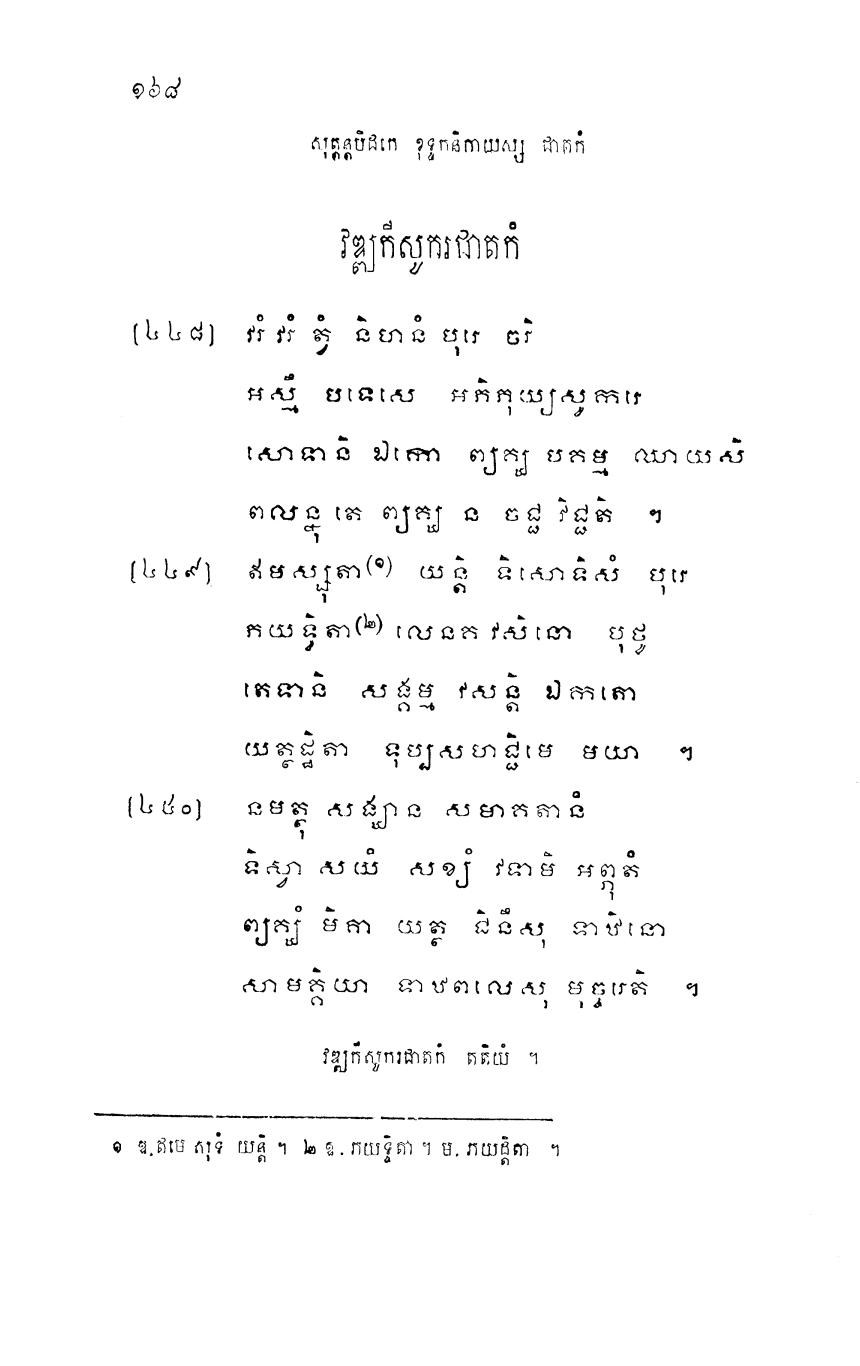 ១៦៨
សុត្តន្តបិដកេ ខុទ្ទកនិកាយស្ស ជាតកំ
វឌ្ឍកីសូករជាតកំ
[៤៤៨] វរំ វរំ ត្វំ និហនំ បុរេ ចរិ
អស្មឹ បទេសេ អភិភុយ្យសូករេ
សោទានិ ឯកោ ព្យគ្ឃ បគម្ម ឈាយសិ
ពលន្នុ តេ ព្យគ្ឃ ន ចជ្ជ វិជ្ជតិ ។
[៤៤៩] ឥមស្សុតា(១) យន្តិ ទិសោទិសំ បុរេ
ភយទ្ទិតា(២) លេនគវេសិនោ បុថូ
តេទានិ សង្គម្ម វសន្តិ ឯកតោ
យត្ថដ្ឋិតា ទុប្បសហជ្ជិមេ មយា ។
[៤៥០] នមត្ថុ សង្ឃាន សមាគតានំ
ទិស្វា សយំ សខ្យំ វទាមិ អព្ភុតំ
ព្យគ្ឃំ មិគា យត្ថ ជិនឹសុ ទាឋិនោ
សាមគ្គិយា ទាឋពលេសុ មុច្ចរេតិ ។
វឌ្ឍកីសូករជាតកំ តតិយំ ។
១ ឱ. ឥមេ សុទំ យន្តិ ។ ២ ឱ. ភយទ្ទិតា ។ ម. ភយដ្ដិតា ។